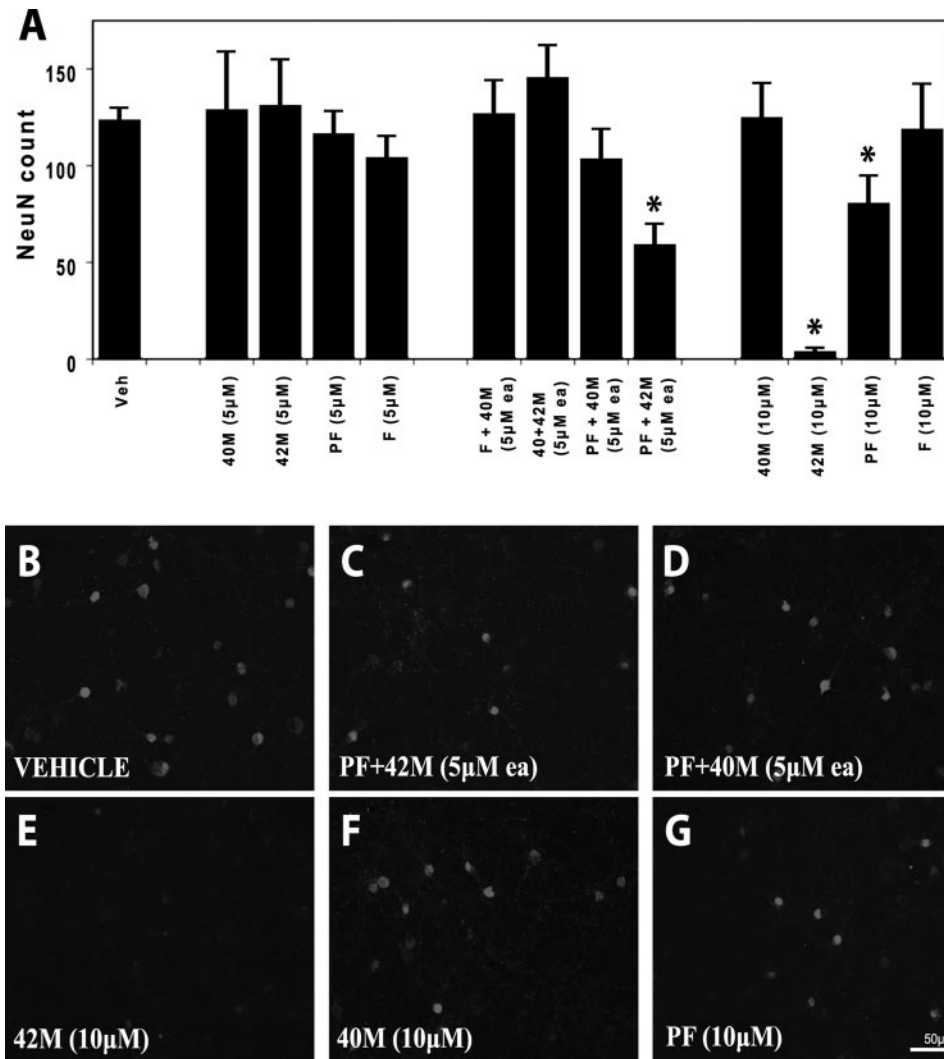 A
NeuN count
150
100
50
0
*
*
*
Veh
40M (5μM)
42M (5μM)
PF (5μM)
F (5μM)
F + 40M
(5μM ea)
40+42M
(5μM ea)
PF + 40M
(5μM ea)
PF + 42M
(5μM ea)
40M (10μM)
42M (10μM)
PF (10μM)
F (10μM)
B
VEHICLE
C
PF+42M (5μM ea)
D
PF+40M (5μM ea)
E
42M (10μM)
F
40M (10μM)
G
PF (10μM)
50μ